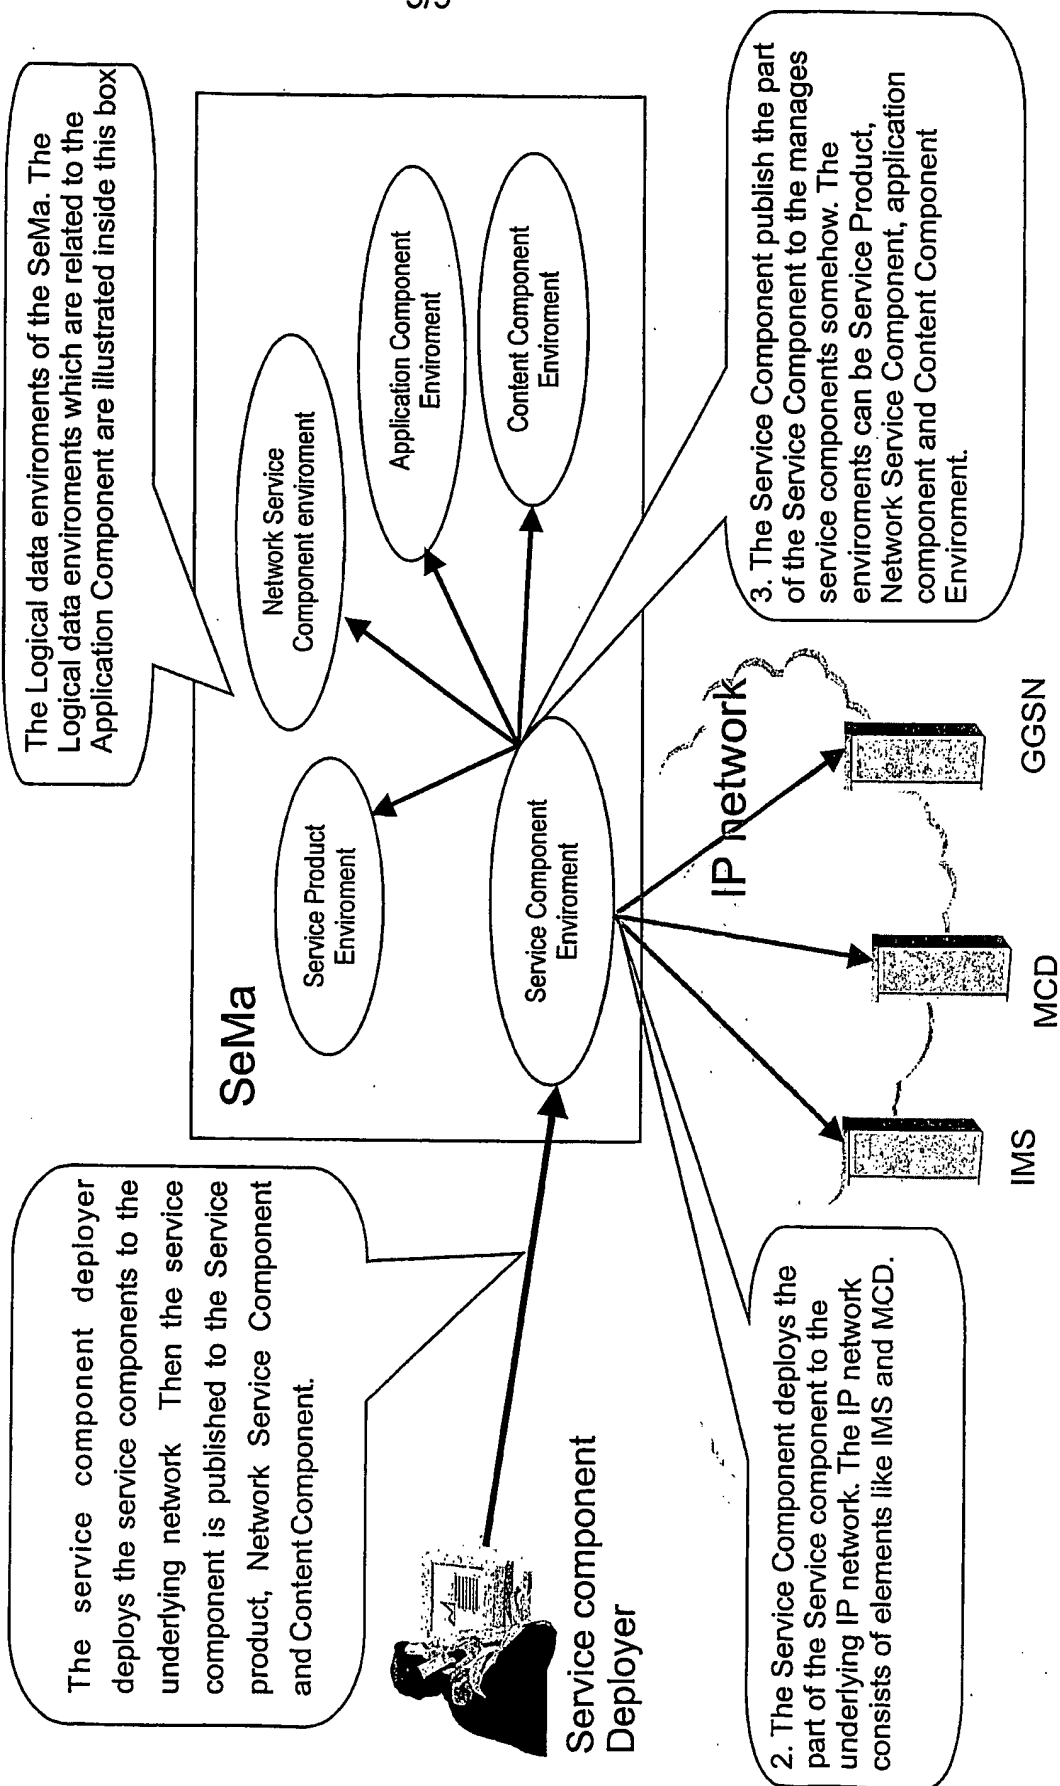 The service component deployer
deploys the service components to the
underlying network Then the service
component is published to the Service
product, Network Service Component
and Content Component.
The Logical data enviroments of the SeMa. The
Logical data enviroments which are related to the
Application Component are illustrated inside this box
SeMa
Service Product
Enviroment
Network Service
Component enviroment
Application Component
Enviroment
Content Component
Enviroment
Service Component
Enviroment
Service component
Deployer
IP network
2. The Service Component deploys the
part of the Service component to the
underlying IP network. The IP network
consists of elements like IMS and MCD.
IMS
MCD
GGSN
3. The Service Component publish the part
of the Service Component to the manages
service components somehow. The
enviroments can be Service Product,
Network Service Component, application
component and Content Component
Enviroment.